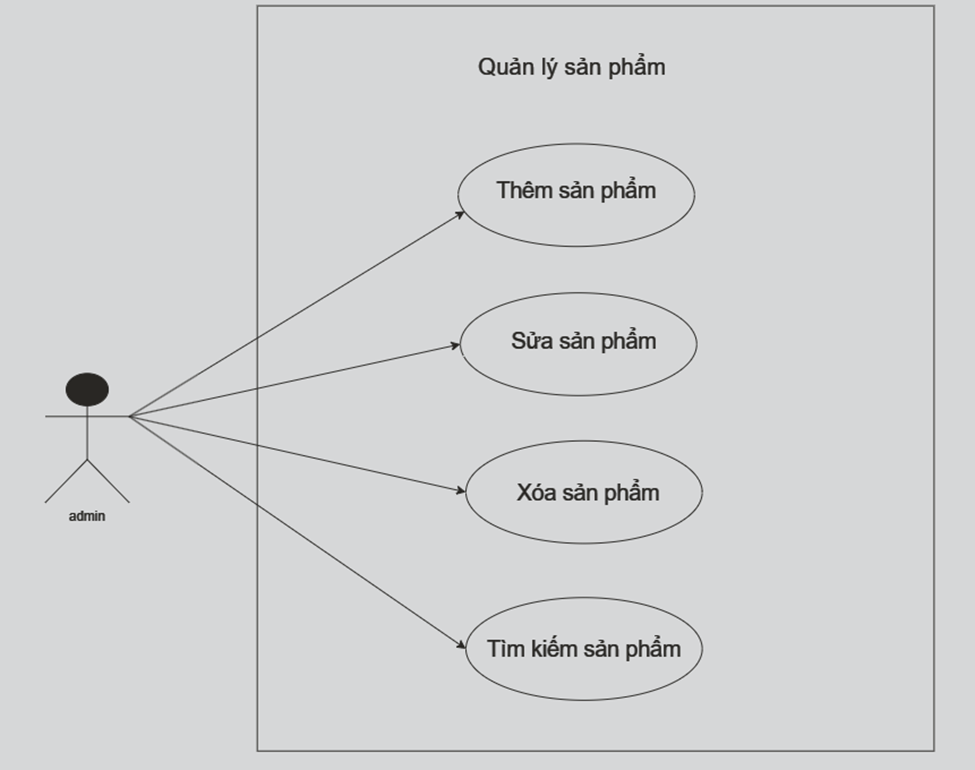 Quản lý sản phẩm
Thêm sản phẩm
Sửa sản phẩm
Xóa sản phẩm
admin
Tìm kiếm sản phẩm